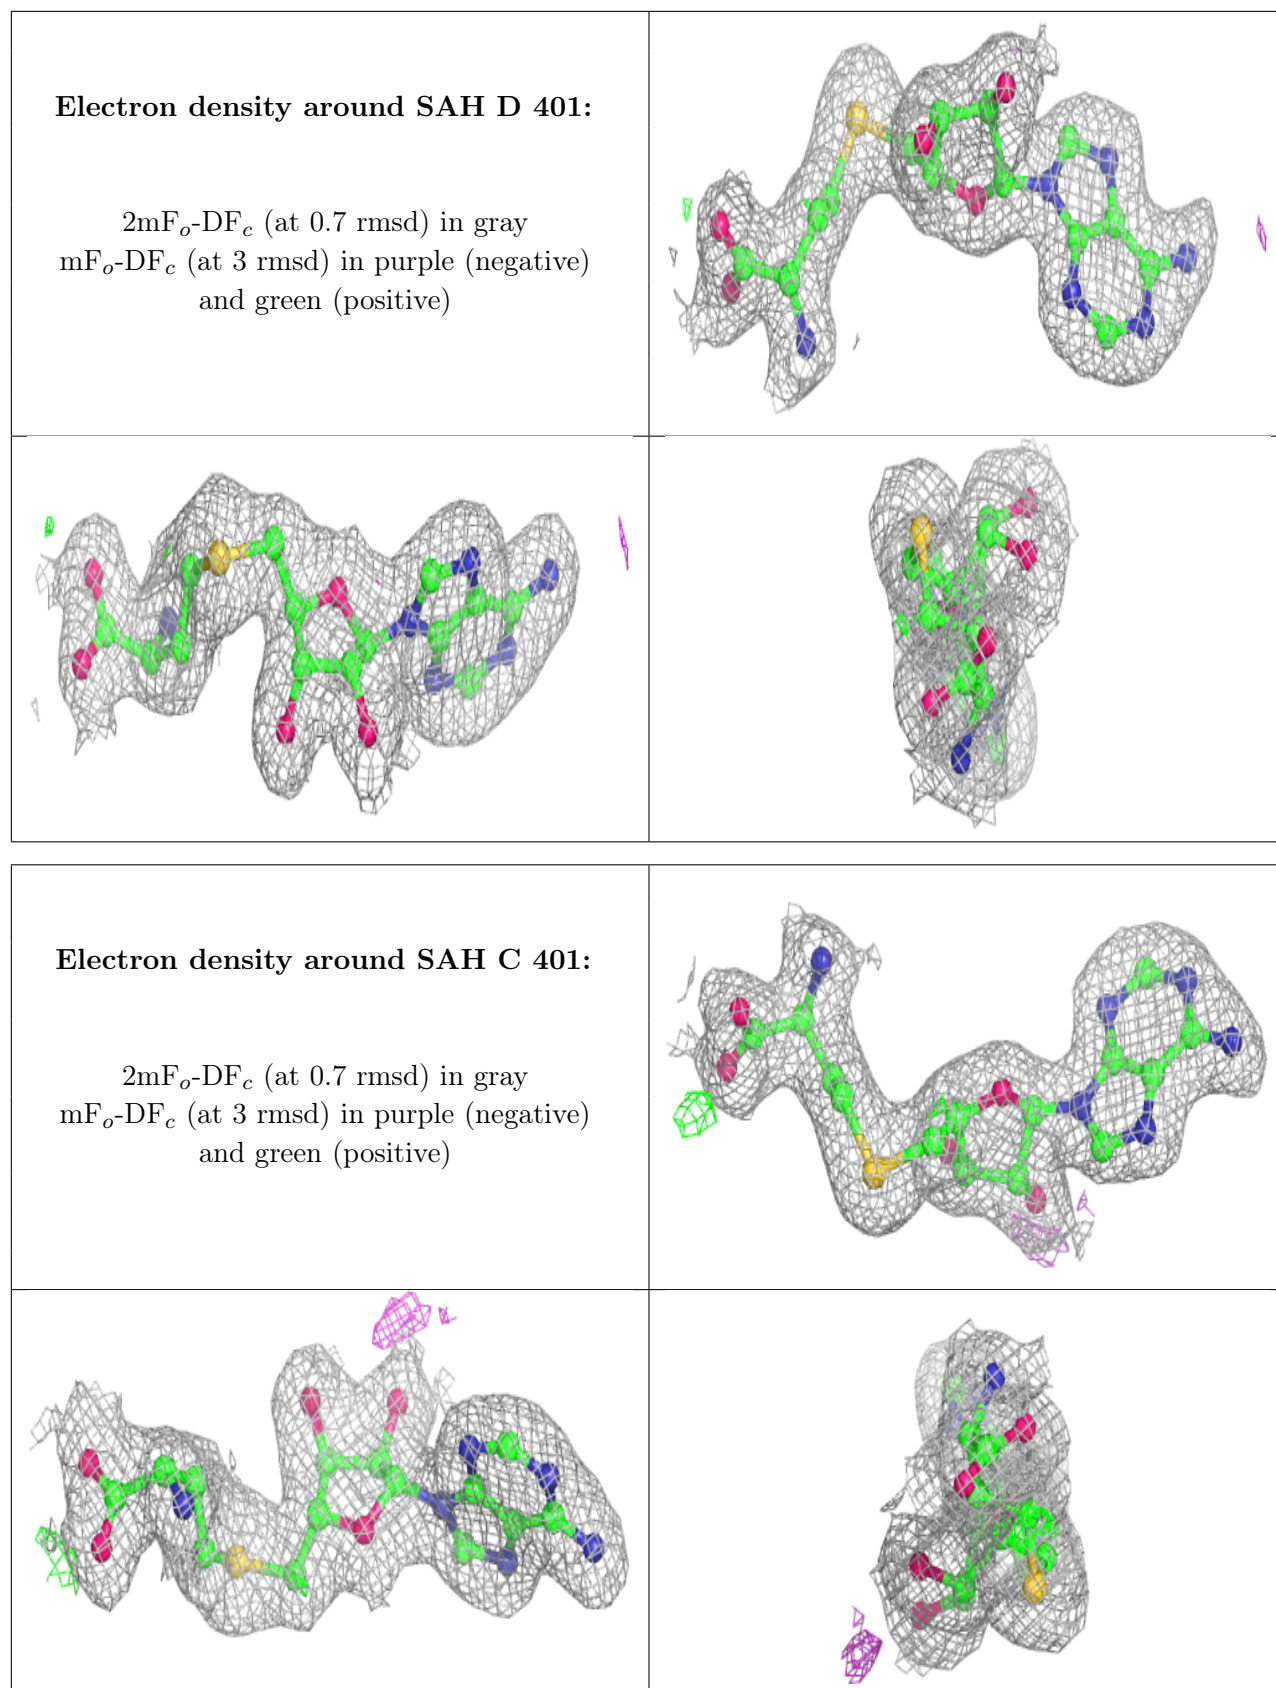 Electron density around SAH D 401:
2mFₒ-DF𝒸 (at 0.7 rmsd) in gray
mFₒ-DF𝒸 (at 3 rmsd) in purple (negative)
and green (positive)
Electron density around SAH C 401:
2mFₒ-DF𝒸 (at 0.7 rmsd) in gray
mFₒ-DF𝒸 (at 3 rmsd) in purple (negative)
and green (positive)